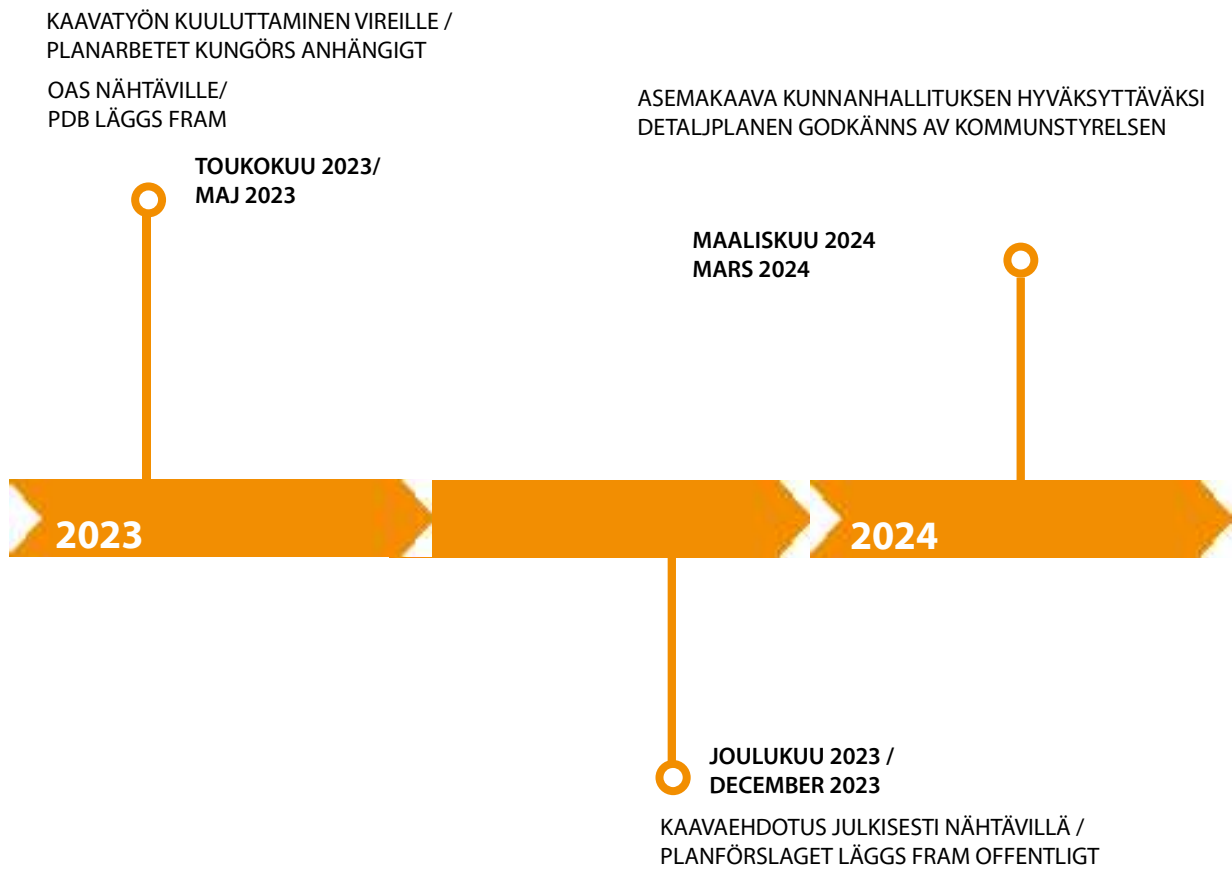 KAAVATYÖN KUULUTTAMINEN VIREILLE /
PLANARBETET KUNGÖRS ANHÄNGIGT
OAS NÄHTÄVILLE/
PDB LÄGGS FRAM
TOUKOKUU 2023/
MAJ 2023
ASEMAKAAVA KUNNANHALLITUKSEN HYVÄKSYTTÄVÄKSI
DETALJPLANEN GODKÄNNS AV KOMMUNSTYRELSEN
MAALISKUU 2024
MARS 2024
2023
2024
JOULUKUU 2023 /
DECEMBER 2023
KAAVAEHDOTUS JULKISESTI NÄHTÄVILLÄ /
PLANFÖRSLAGET LÄGGS FRAM OFFENTLIGT